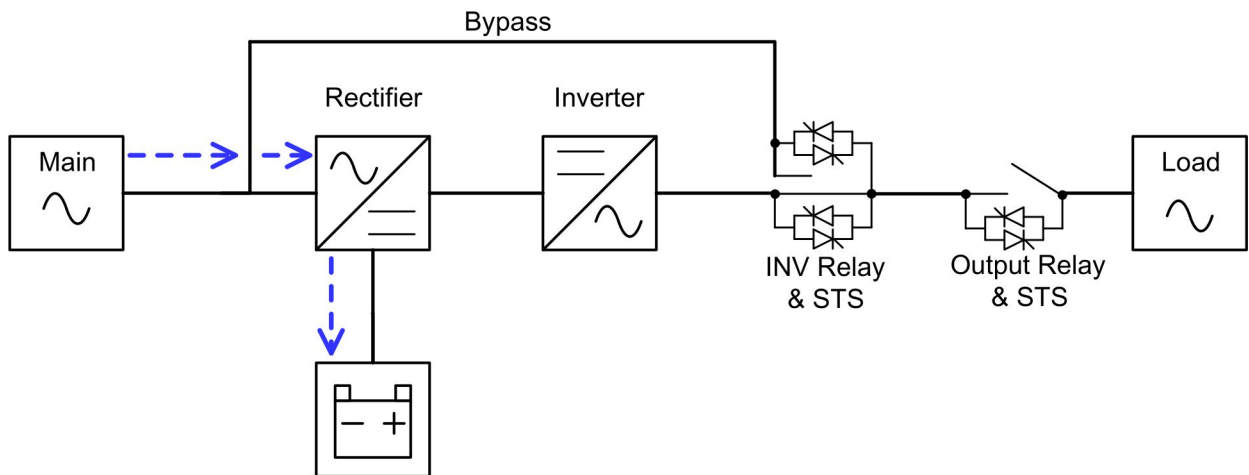 Bypass
Rectifier
Inverter
Main
Load
INV Relay
& STS
Output Relay
& STS